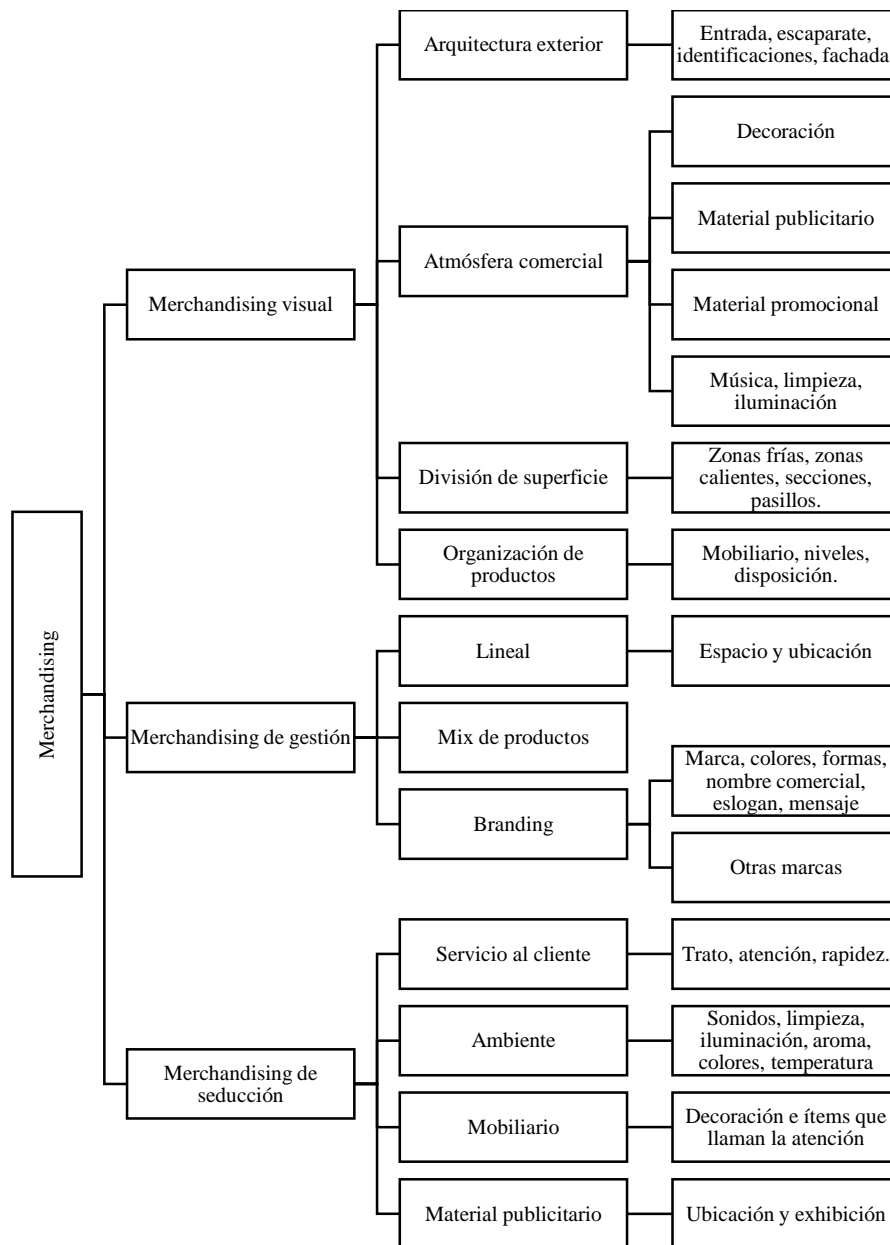 Merchandising
Merchandising visual
Arquitectura exterior
Entrada, escaparate,
identificaciones, fachada
Atmósfera comercial
Decoración
Material publicitario
Material promocional
Música, limpieza,
iluminación
División de superficie
Zonas frías, zonas
calientes, secciones,
pasillos.
Organización de
productos
Mobiliario, niveles,
disposición.
Merchandising de gestión
Lineal
Espacio y ubicación
Mix de productos
Branding
Marca, colores, formas,
nombre comercial,
eslogan, mensaje
Otras marcas
Merchandising de
seducción
Servicio al cliente
Trato, atención, rapidez.
Ambiente
Sonidos, limpieza,
iluminación, aroma,
colores, temperatura
Mobiliario
Decoración e ítems que
llaman la atención
Material publicitario
Ubicación y exhibición